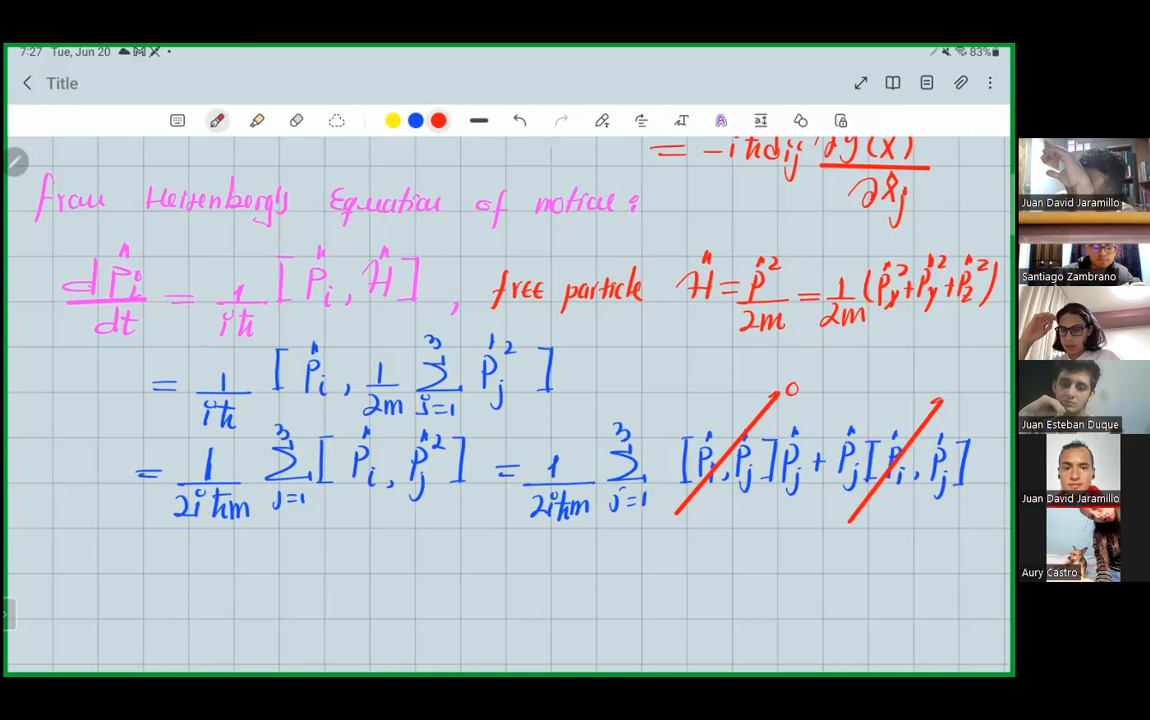 7:27 Tue, Jun 20 83%
Title
= -iħδij ∂g(X) / ∂X̂j
from Heisenberg's Equation of motion:
dP̂i/dt = 1/iħ [P̂i, Ĥ], free particle Ĥ = P̂²/2m = 1/2m (P̂x² + P̂y² + P̂z²)
= 1/iħ [P̂i, 1/2m Σ_{j=1}^{3} P̂j²]
0
= 1/2iħm Σ_{j=1}^{3} [P̂i, P̂j²] = 1/2iħm Σ_{j=1}^{3} [P̂i, P̂j]P̂j + P̂j[P̂i, P̂j]
Juan David Jaramillo
Santiago Zambrano
Juan Esteban Duque
Juan David Jaramillo
Aury Castro